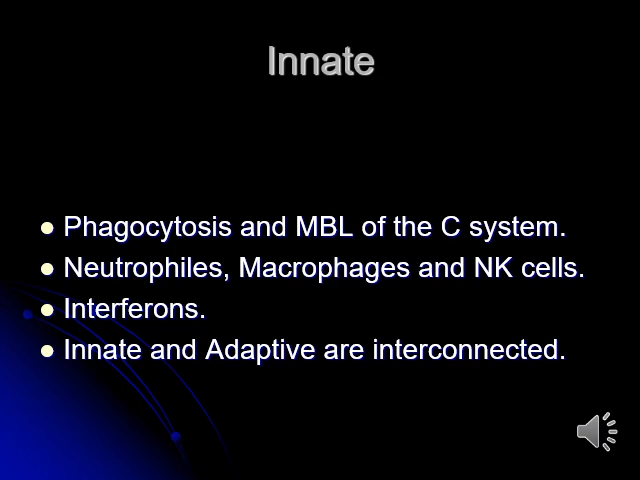 Innate
Phagocytosis and MBL of the C system.
Neutrophiles, Macrophages and NK cells.
Interferons.
Innate and Adaptive are interconnected.